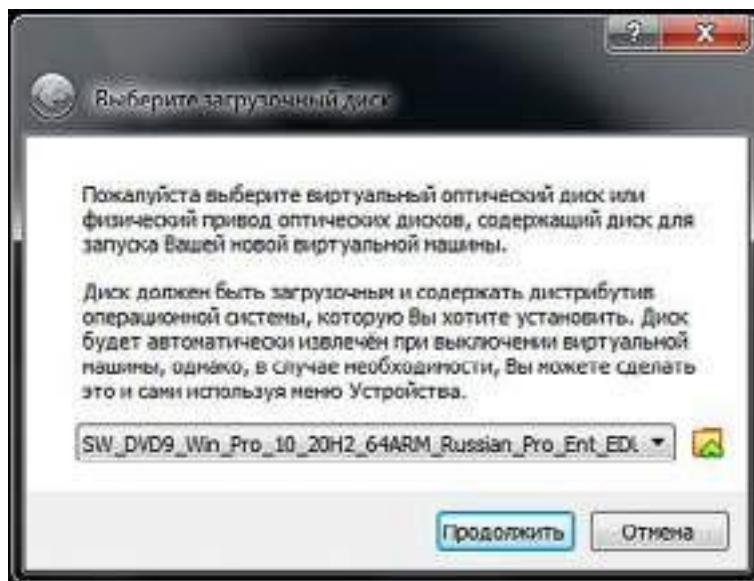 ?
X
Выберите загрузочный диск
Пожалуйста выберите виртуальный оптический диск или
физический привод оптических дисков, содержащий диск для
запуска Вашей новой виртуальной машины.
Диск должен быть загрузочным и содержать дистрибутив
операционной системы, которую Вы хотите установить. Диск
будет автоматически извлечён при выключении виртуальной
машины, однако, в случае необходимости, Вы можете сделать
это и сами используя меню Устройства.
SW_DVD9_Win_Pro_10_20H2_64ARM_Russian_Pro_Ent_EDU
Продолжить
Отмена